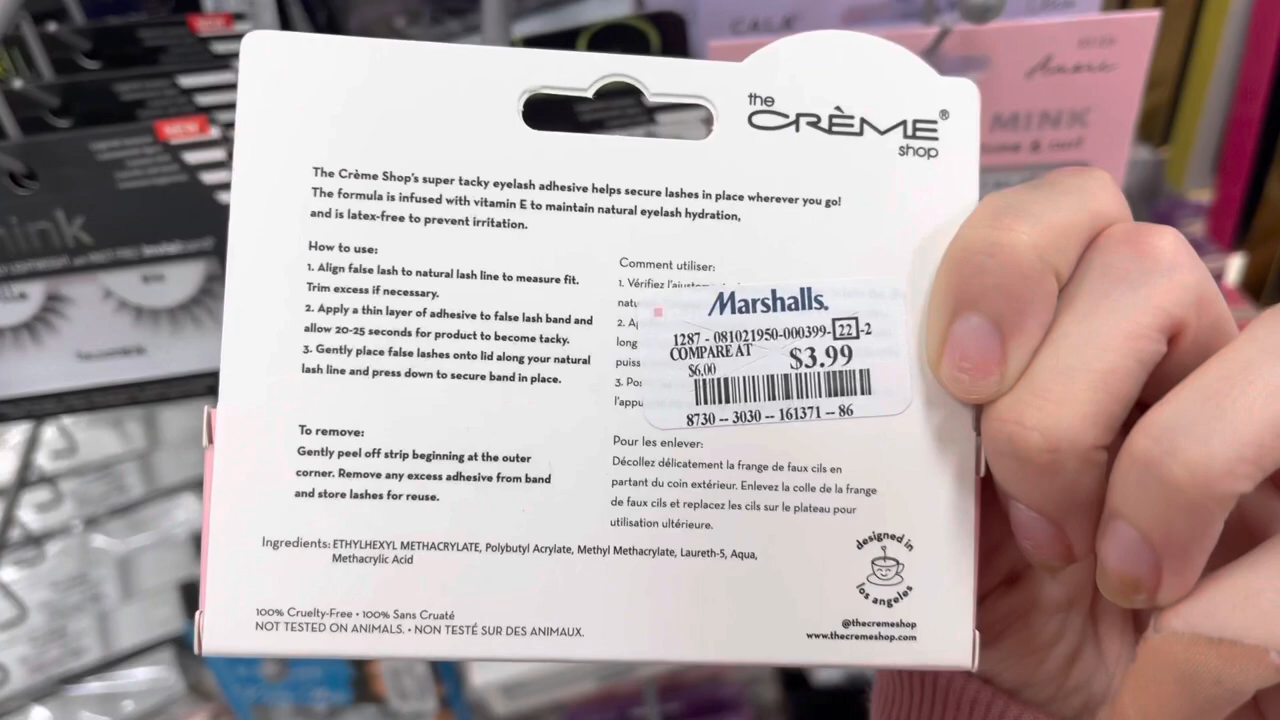 the
CRÈME®
shop
The Crème Shop's super tacky eyelash adhesive helps secure lashes in place wherever you go!
The formula is infused with vitamin E to maintain natural eyelash hydration,
and is latex-free to prevent irritation.
How to use:
1. Align false lash to natural lash line to measure fit.
Trim excess if necessary.
2. Apply a thin layer of adhesive to false lash band and
allow 20-25 seconds for product to become tacky.
3. Gently place false lashes onto lid along your natural
lash line and press down to secure band in place.
To remove:
Gently peel off strip beginning at the outer
corner. Remove any excess adhesive from band
and store lashes for reuse.
Comment utiliser:
1. Vérifiez
2.
long
puiss
3.
l'appu
Marshalls.
1287 - 081021950-000399-22-2
COMPARE AT
$6.00
$3.99
8730 -- 3030 -- 161371 -- 86
Pour les enlever:
Décollez délicatement la frange de faux cils en
partant du coin extérieur. Enlevez la colle de la frange
de faux cils et replacez les cils sur le plateau pour
utilisation ultérieure.
Ingredients: ETHYLHEXYL METHACRYLATE, Polybutyl Acrylate, Methyl Methacrylate, Laureth-5, Aqua,
Methacrylic Acid
100% Cruelty-Free • 100% Sans Cruaté
NOT TESTED ON ANIMALS. • NON TESTÉ SUR DES ANIMAUX.
designed in
los angeles
@thecremeshop
www.thecremeshop.com
NEW
NEW
MINK